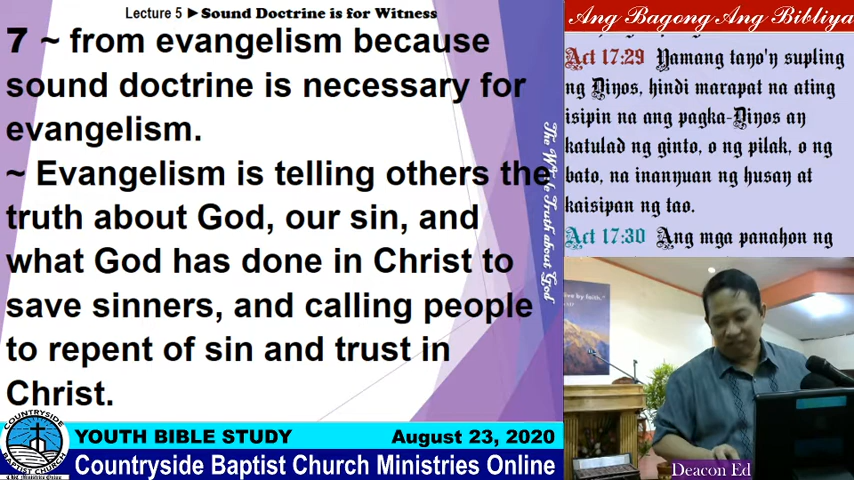 Lecture 5 ►Sound Doctrine is for Witness
7 ~ from evangelism because
sound doctrine is necessary for
evangelism.
~ Evangelism is telling others the
truth about God, our sin, and
what God has done in Christ to
save sinners, and calling people
to repent of sin and trust in
Christ.
The Whole Truth about God
Ang Bagong Ang Bibliya
Act 17:29 Yamang tayo'y supling
ng Diyos, hindi marapat na ating
isipin na ang pagka-Diyos ay
katulad ng ginto, o ng pilak, o ng
bato, na inanyuan ng husay at
kaisipan ng tao.
Act 17:30 Ang mga panahon ng
live by faith."
Deacon Ed
COUNTRYSIDE
BAPTIST CHURCH
YOUTH BIBLE STUDY August 23, 2020
Countryside Baptist Church Ministries Online